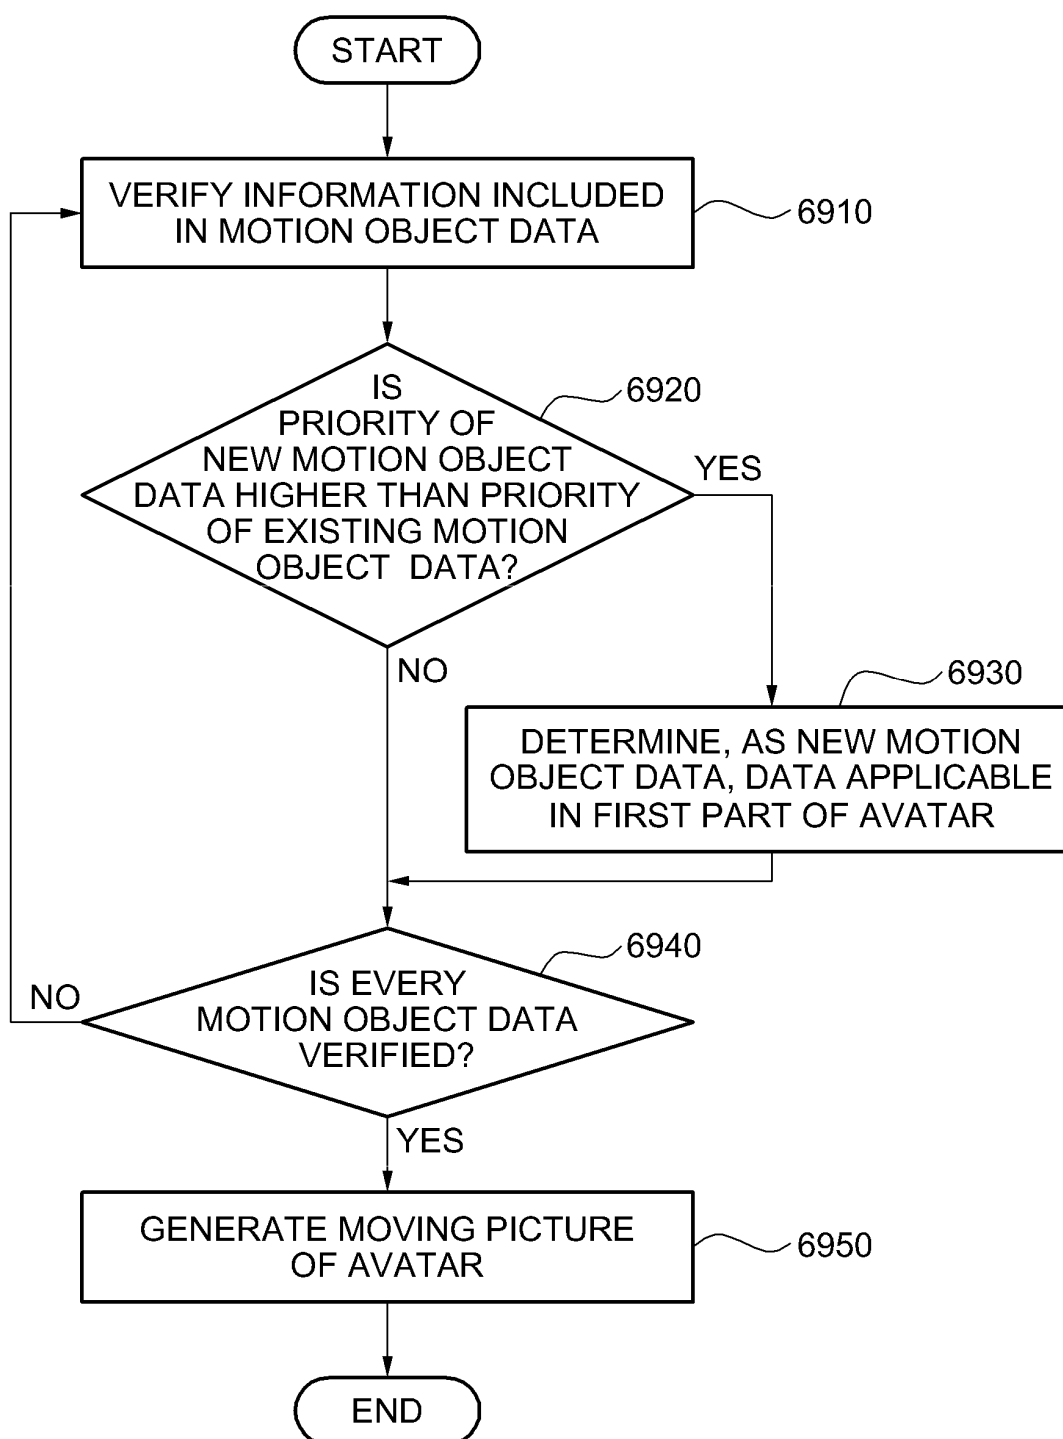 START
VERIFY INFORMATION INCLUDED
IN MOTION OBJECT DATA
6910
IS
PRIORITY OF
NEW MOTION OBJECT
DATA HIGHER THAN PRIORITY
OF EXISTING MOTION
OBJECT DATA?
6920
YES
NO
6930
DETERMINE, AS NEW MOTION
OBJECT DATA, DATA APPLICABLE
IN FIRST PART OF AVATAR
6940
IS EVERY
MOTION OBJECT DATA
VERIFIED?
NO
YES
GENERATE MOVING PICTURE
OF AVATAR
6950
END